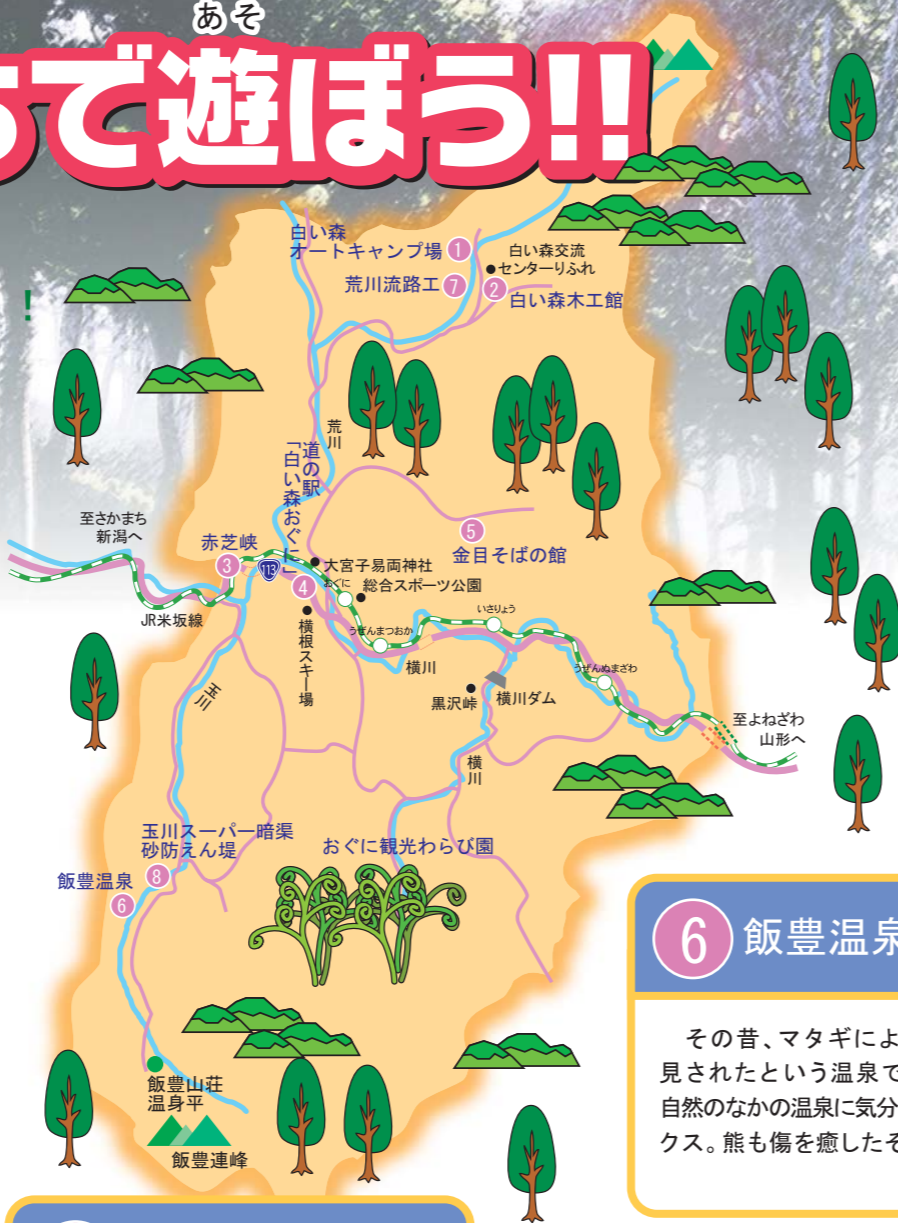 あそ
で遊ぼう!!
!
白い森
オートキャンプ場 1
荒川流路工 7
白い森交流
センターりふれ
2 白い森木工館
荒川
道の駅
「白い森おぐに」
5
金目そばの館
至さかまち
新潟へ
赤芝峡
3
113
4
大宮子易両神社
おぐに
総合スポーツ公園
JR米坂線
横根スキー場
うぜんまつおか
いさりょう
横川
うぜんぬまざわ
黒沢峠
横川ダム
至よねざわ
山形へ
玉川
横川
玉川スーパー暗渠
砂防えん堤
8
おぐに観光わらび園
飯豊温泉
6
飯豊山荘
温身平
飯豊連峰
6 飯豊温泉
その昔、マタギによ
見されたという温泉で
自然のなかの温泉に気分
クス。熊も傷を癒したそ